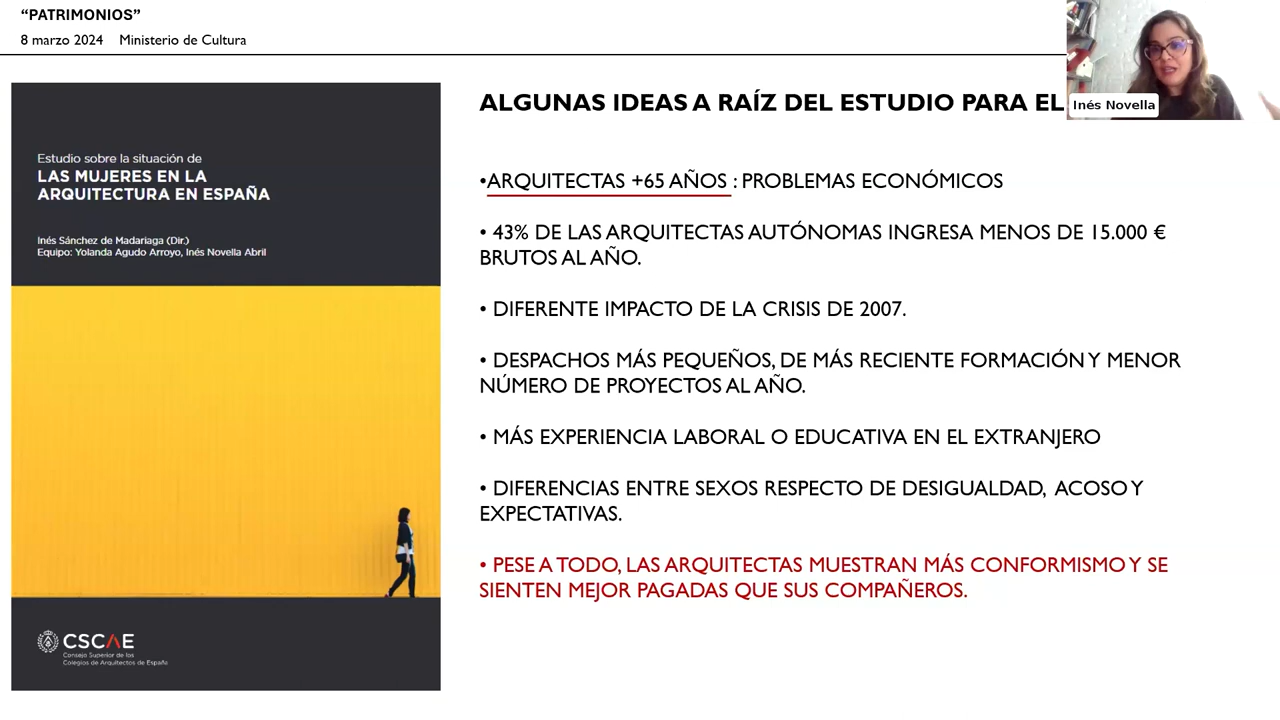 “PATRIMONIOS”
8 marzo 2024 Ministerio de Cultura
Inés Novella
Estudio sobre la situación de
LAS MUJERES EN LA
ARQUITECTURA EN ESPAÑA
Inés Sánchez de Madariaga (Dir.)
Equipo: Yolanda Agudo Arroyo, Inés Novella Abril
CSCAE
Consejo Superior de los
Colegios de Arquitectos de España
ALGUNAS IDEAS A RAÍZ DEL ESTUDIO PARA EL
•ARQUITECTAS +65 AÑOS : PROBLEMAS ECONÓMICOS
• 43% DE LAS ARQUITECTAS AUTÓNOMAS INGRESA MENOS DE 15.000 €
BRUTOS AL AÑO.
• DIFERENTE IMPACTO DE LA CRISIS DE 2007.
• DESPACHOS MÁS PEQUEÑOS, DE MÁS RECIENTE FORMACIÓN Y MENOR
NÚMERO DE PROYECTOS AL AÑO.
• MÁS EXPERIENCIA LABORAL O EDUCATIVA EN EL EXTRANJERO
• DIFERENCIAS ENTRE SEXOS RESPECTO DE DESIGUALDAD, ACOSO Y
EXPECTATIVAS.
• PESE A TODO, LAS ARQUITECTAS MUESTRAN MÁS CONFORMISMO Y SE
SIENTEN MEJOR PAGADAS QUE SUS COMPAÑEROS.